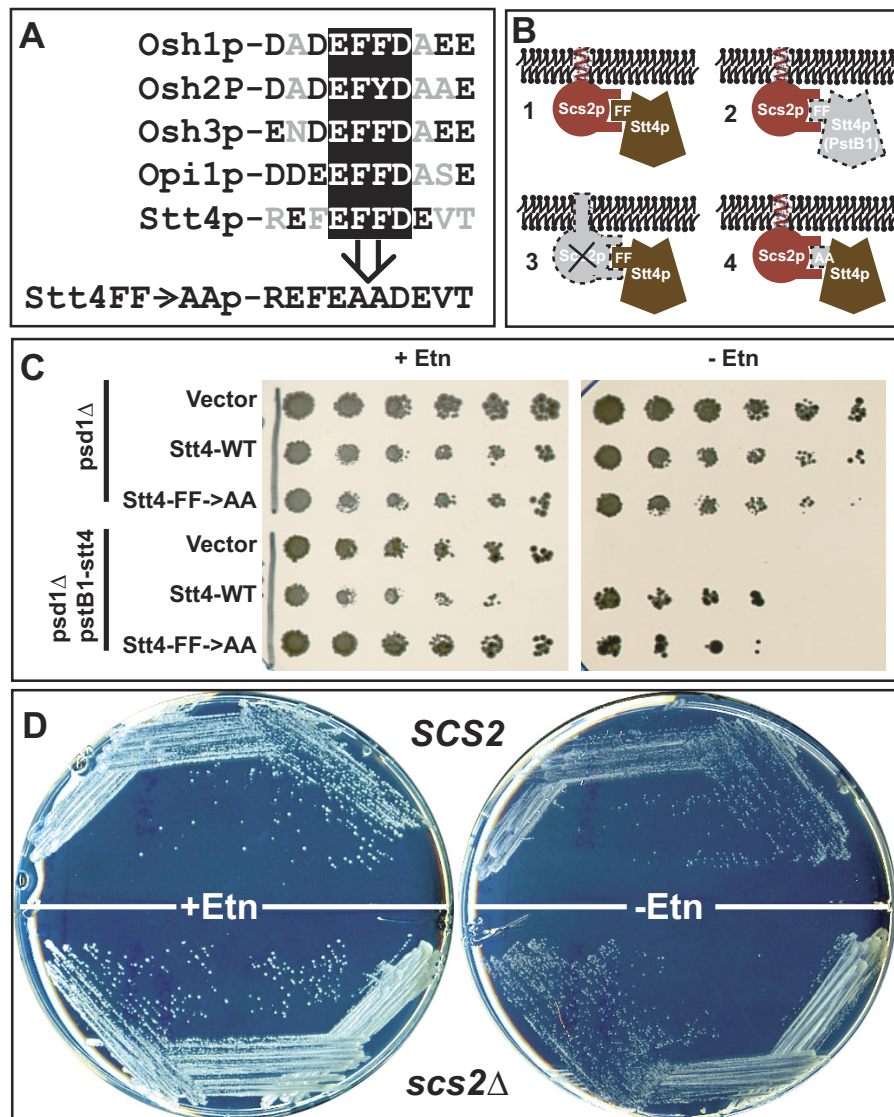 A
Osh1p-DADEFFDAEE
Osh2P-DADEFYDAAE
Osh3p-ENDEFFDAEE
Opi1p-DDEEFFDASE
Stt4p-REFEFFDEVT
Stt4FF->AAp-REFEAADEVT
B
1
Scs2p
FF
Stt4p
2
Scs2p
FF
Stt4p
(PstB1)
3
Scs2p
FF
Stt4p
4
Scs2p
AA
Stt4p
C
+ Etn
- Etn
psd1Δ
Vector
Stt4-WT
Stt4-FF->AA
psd1Δ
pstB1-stt4
Vector
Stt4-WT
Stt4-FF->AA
D
SCS2
+Etn
-Etn
scs2Δ